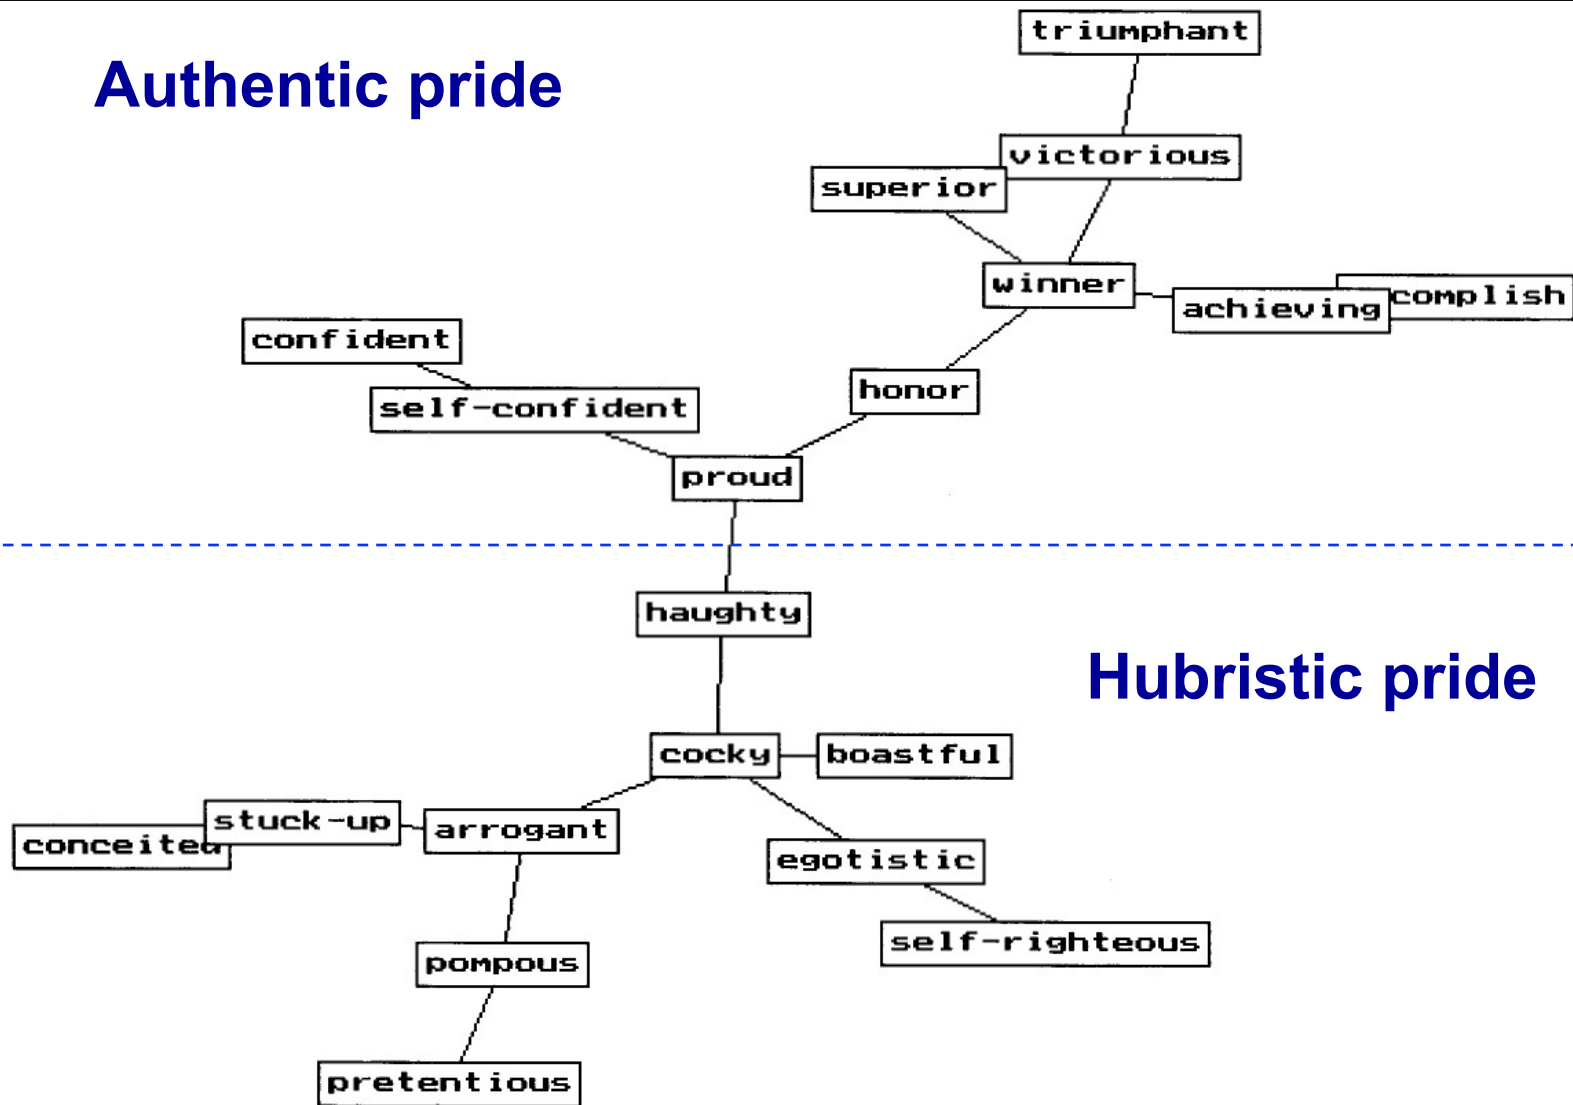 triumphant
Authentic pride
victorious
superior
winner
achieving
complish
confident
honor
self-confident
proud
haughty
Hubristic pride
cocky
boastful
stuck-up
arrogant
conceited
egotistic
self-righteous
pompous
pretentious